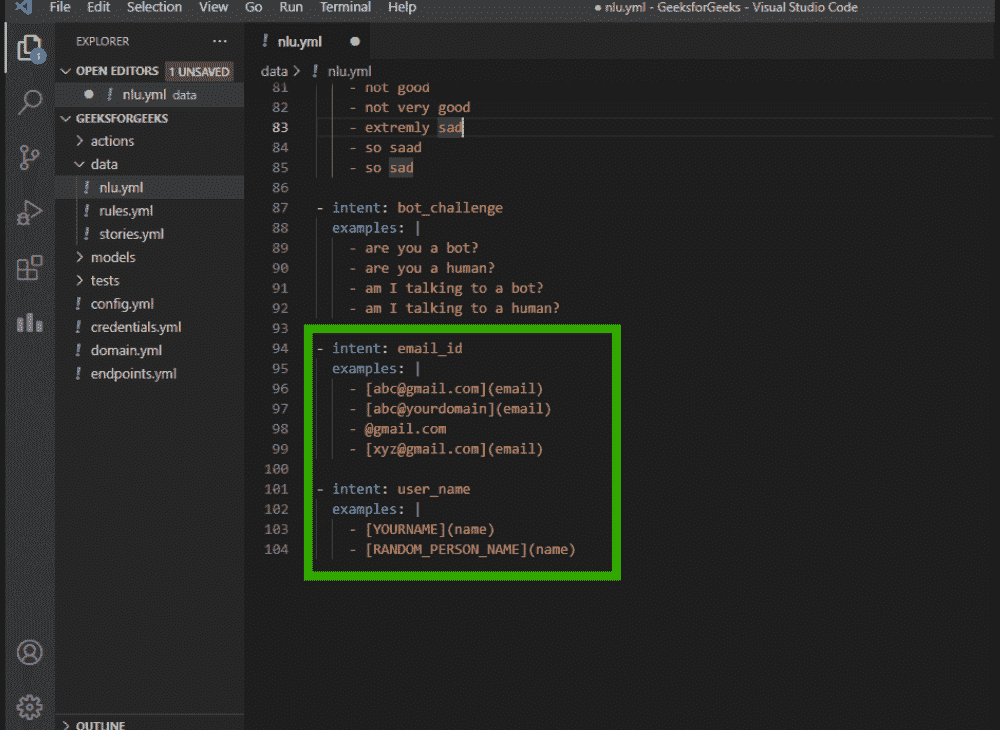 File Edit Selection View Go Run Terminal Help ● nlu.yml - GeeksforGeeks - Visual Studio Code
EXPLORER ...
OPEN EDITORS 1 UNSAVED
nlu.yml data
GEEKSFORGEEKS
actions
data
nlu.yml
rules.yml
stories.yml
models
tests
config.yml
credentials.yml
domain.yml
endpoints.yml
OUTLINE
1
! nlu.yml ●
data > ! nlu.yml
81 - not good
82 - not very good
83 - extremly sad
84 - so saad
85 - so sad
86
87 - intent: bot_challenge
88 examples: |
89 - are you a bot?
90 - are you a human?
91 - am I talking to a bot?
92 - am I talking to a human?
93
94 - intent: email_id
95 examples: |
96 - [abc@gmail.com](email)
97 - [abc@yourdomain](email)
98 - @gmail.com
99 - [xyz@gmail.com](email)
100
101 - intent: user_name
102 examples: |
103 - [YOURNAME](name)
104 - [RANDOM_PERSON_NAME](name)